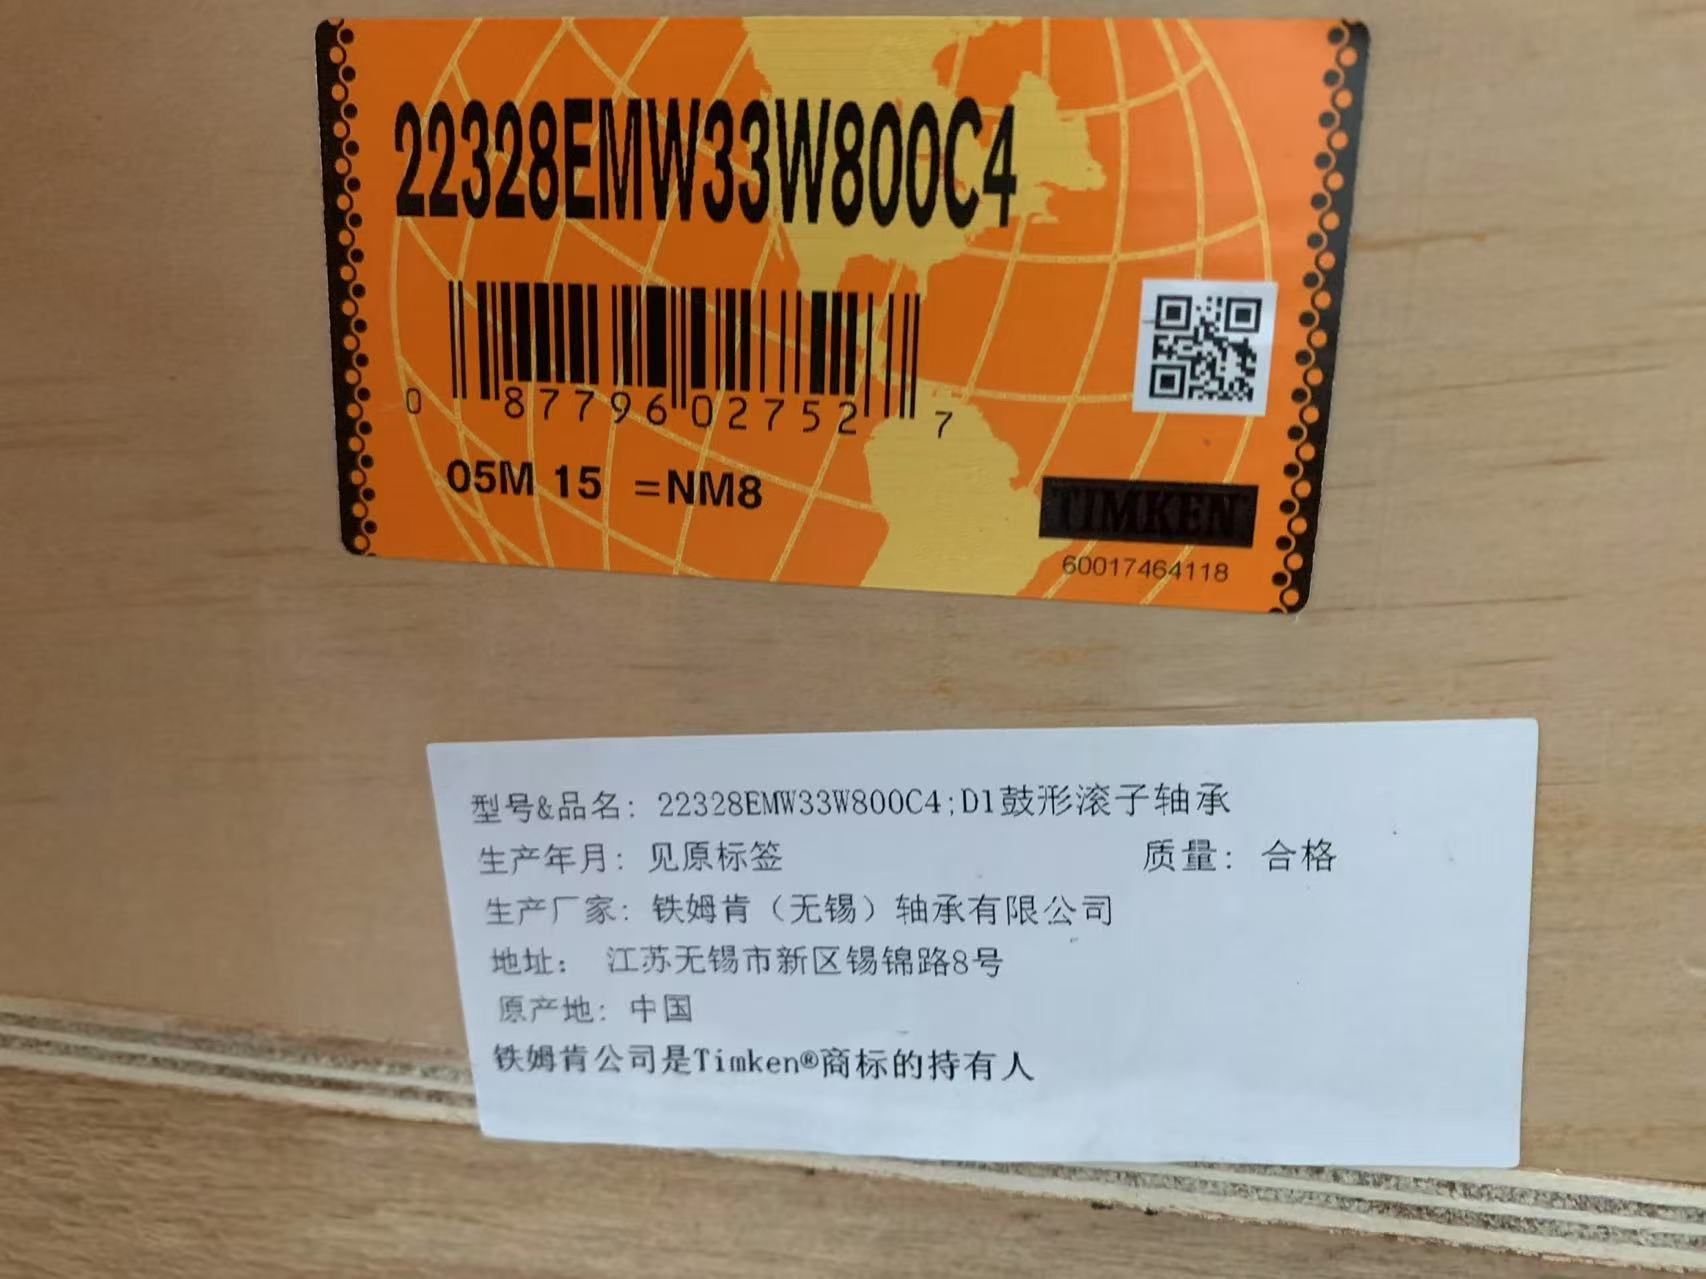 22328EMW33W800C4
0 87796 02752 7
05M 15 =NM8
TIMKEN
60017464118
型号&品名: 22328EMW33W800C4;D1鼓形滚子轴承
生产年月: 见原标签 质量: 合格
生产厂家: 铁姆肯（无锡）轴承有限公司
地址: 江苏无锡市新区锡锦路8号
原产地: 中国
铁姆肯公司是Timken®商标的持有人